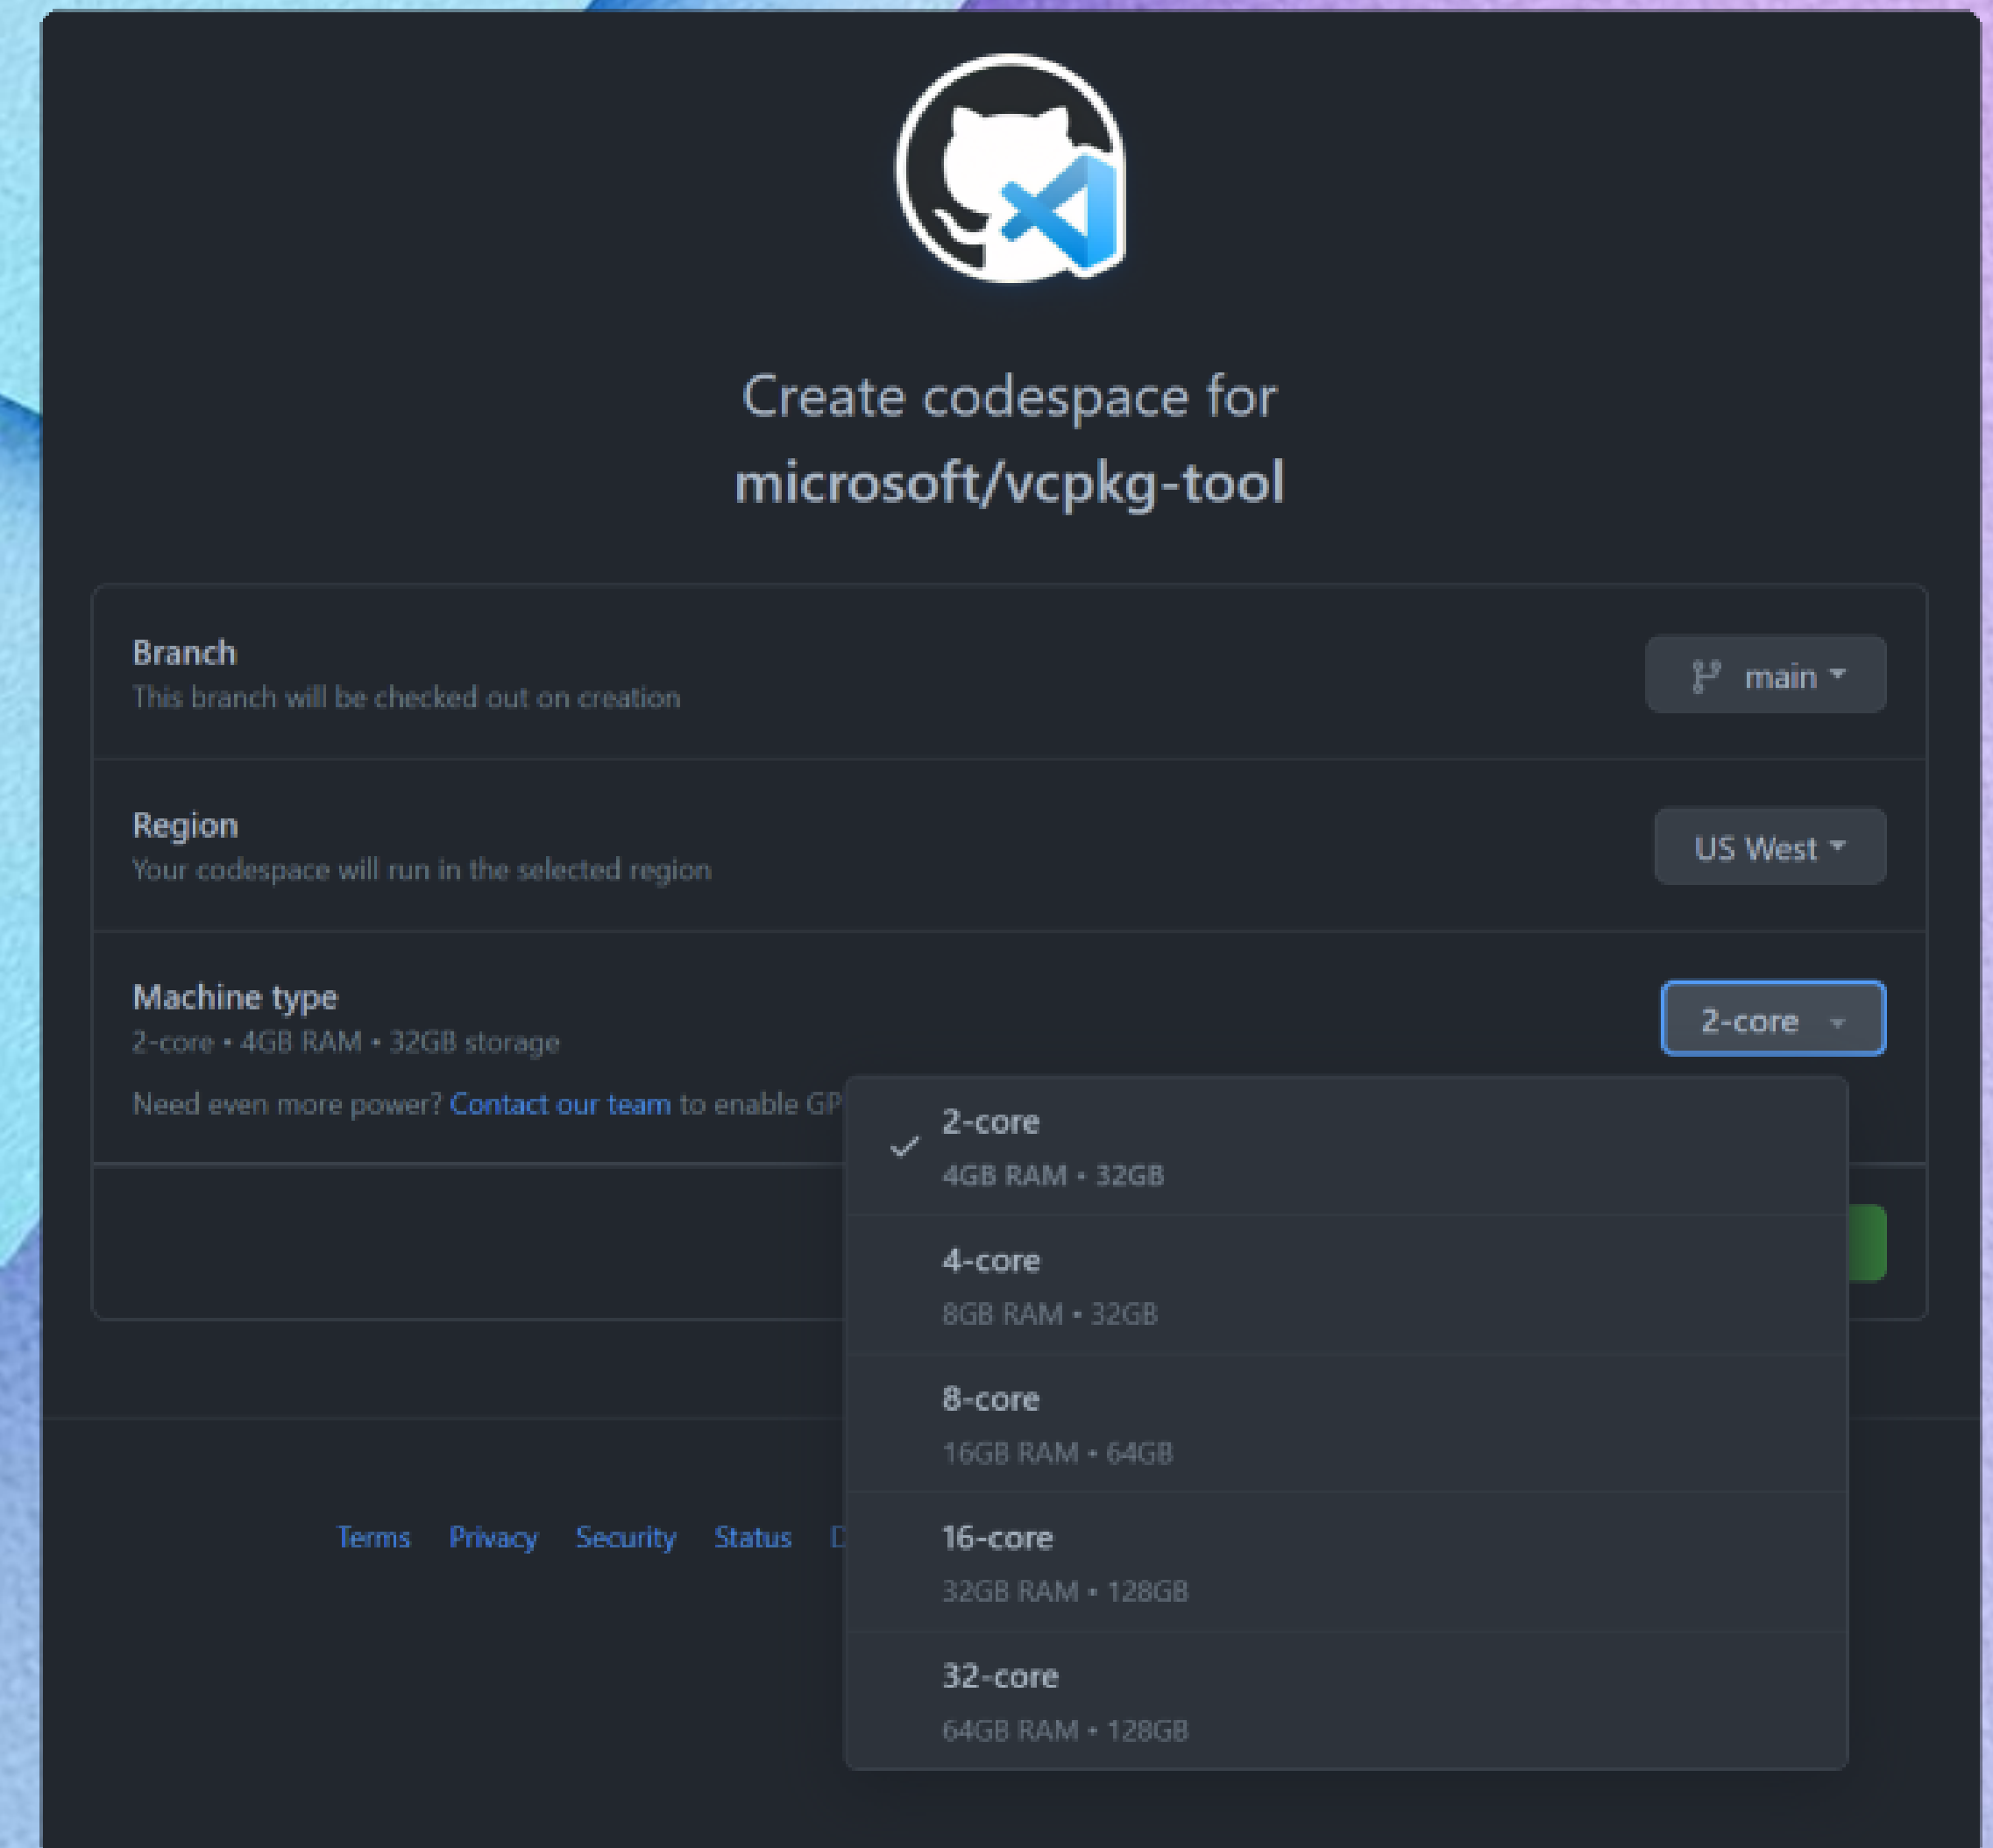 Create codespace for
microsoft/vcpkg-tool
Branch
This branch will be checked out on creation
main
Region
Your codespace will run in the selected region
US West
Machine type
2-core • 4GB RAM • 32GB storage
2-core
Need even more power? Contact our team to enable GP
2-core
4GB RAM • 32GB
4-core
8GB RAM • 32GB
8-core
16GB RAM • 64GB
16-core
32GB RAM • 128GB
32-core
64GB RAM • 128GB
Terms Privacy Security Status